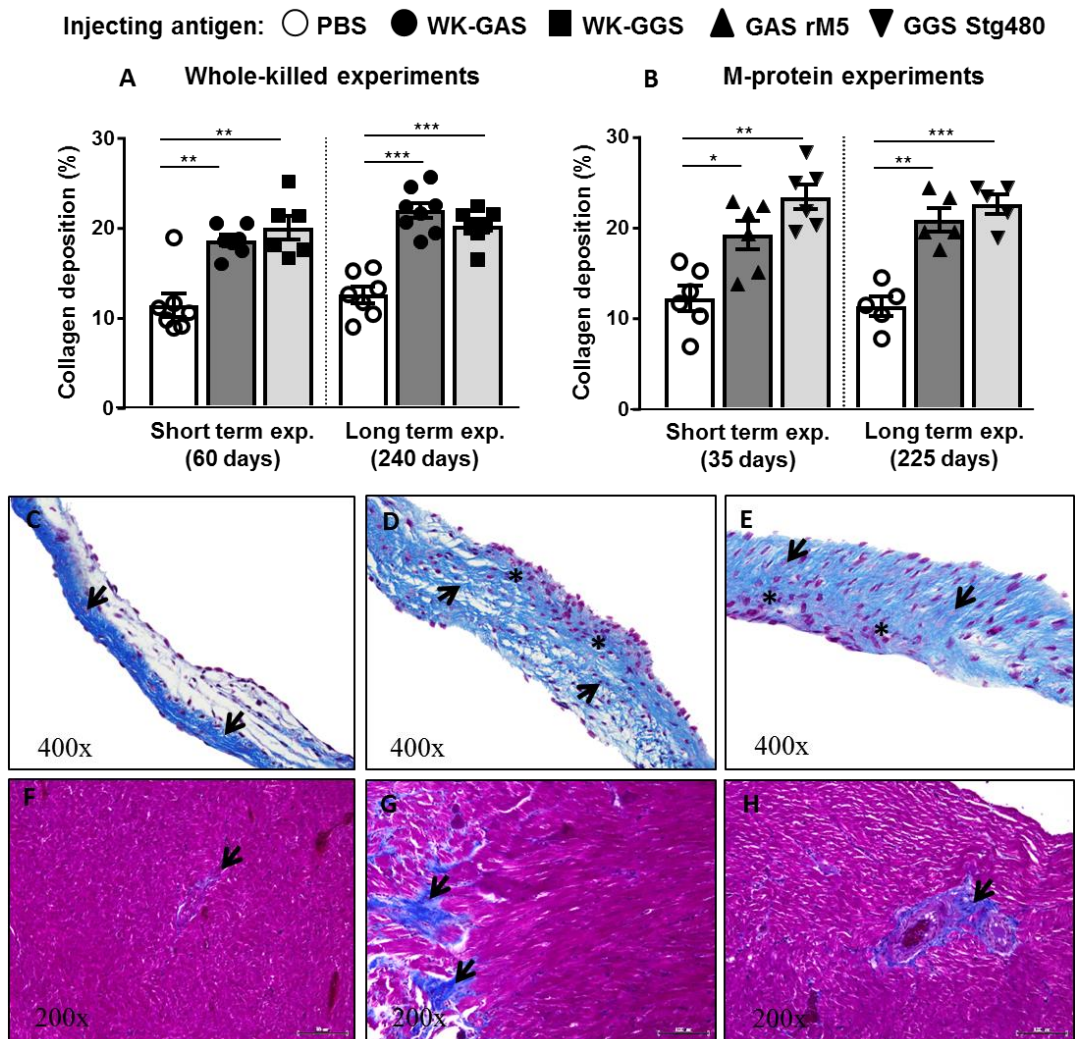 Injecting antigen: PBS WK-GAS WK-GGS GAS rM5 GGS Stg480
A Whole-killed experiments
B M-protein experiments
Collagen deposition (%)
30
20
10
0
** ** *** ***
Short term exp.
(60 days)
Long term exp.
(240 days)
Collagen deposition (%)
30
20
10
0
* ** ** ***
Short term exp.
(35 days)
Long term exp.
(225 days)
C
400x
D
* *
400x
E
* *
400x
F
200x
G
200x
H
200x